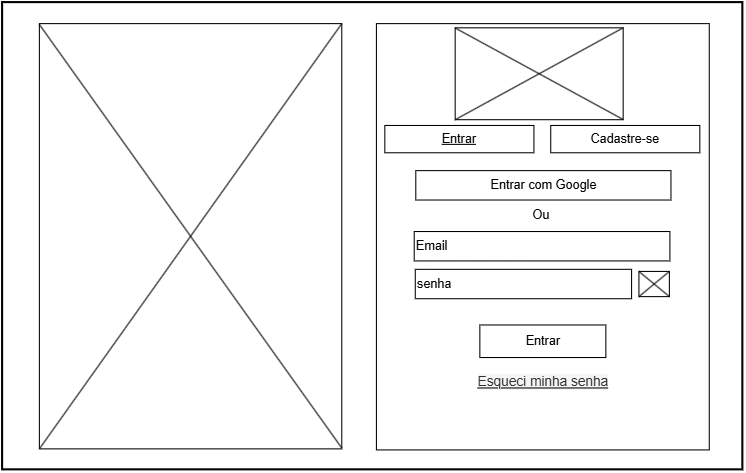 Entrar
Cadastre-se
Entrar com Google
Ou
Email
senha
Entrar
Esqueci minha senha